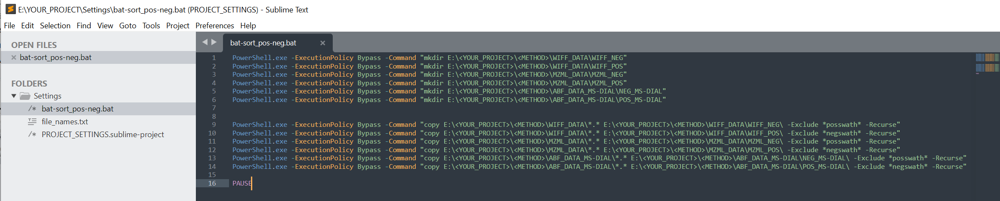 E:\YOUR_PROJECT\Settings\bat-sort_pos-neg.bat (PROJECT_SETTINGS) - Sublime Text
File Edit Selection Find View Goto Tools Project Preferences Help
OPEN FILES
bat-sort_pos-neg.bat
FOLDERS
Settings
bat-sort_pos-neg.bat
file_names.txt
PROJECT_SETTINGS.sublime-project
bat-sort_pos-neg.bat
1 PowerShell.exe -ExecutionPolicy Bypass -Command "mkdir E:\<YOUR_PROJECT>\<METHOD>\WIFF_DATA\WIFF_NEG"
2 PowerShell.exe -ExecutionPolicy Bypass -Command "mkdir E:\<YOUR_PROJECT>\<METHOD>\WIFF_DATA\WIFF_POS"
3 PowerShell.exe -ExecutionPolicy Bypass -Command "mkdir E:\<YOUR_PROJECT>\<METHOD>\MZML_DATA\MZML_NEG"
4 PowerShell.exe -ExecutionPolicy Bypass -Command "mkdir E:\<YOUR_PROJECT>\<METHOD>\MZML_DATA\MZML_POS"
5 PowerShell.exe -ExecutionPolicy Bypass -Command "mkdir E:\<YOUR_PROJECT>\<METHOD>\ABF_DATA_MS-DIAL\NEG_MS-DIAL"
6 PowerShell.exe -ExecutionPolicy Bypass -Command "mkdir E:\<YOUR_PROJECT>\<METHOD>\ABF_DATA_MS-DIAL\POS_MS-DIAL"
7
8
9 PowerShell.exe -ExecutionPolicy Bypass -Command "copy E:\<YOUR_PROJECT>\<METHOD>\WIFF_DATA\*.* E:\<YOUR_PROJECT>\<METHOD>\WIFF_DATA\WIFF_NEG\ -Exclude *posswath* -Recurse"
10 PowerShell.exe -ExecutionPolicy Bypass -Command "copy E:\<YOUR_PROJECT>\<METHOD>\WIFF_DATA\*.* E:\<YOUR_PROJECT>\<METHOD>\WIFF_DATA\WIFF_POS\ -Exclude *negswath* -Recurse"
11 PowerShell.exe -ExecutionPolicy Bypass -Command "copy E:\<YOUR_PROJECT>\<METHOD>\MZML_DATA\*.* E:\<YOUR_PROJECT>\<METHOD>\MZML_DATA\MZML_NEG\ -Exclude *posswath* -Recurse"
12 PowerShell.exe -ExecutionPolicy Bypass -Command "copy E:\<YOUR_PROJECT>\<METHOD>\MZML_DATA\*.* E:\<YOUR_PROJECT>\<METHOD>\MZML_DATA\MZML_POS\ -Exclude *negswath* -Recurse"
13 PowerShell.exe -ExecutionPolicy Bypass -Command "copy E:\<YOUR_PROJECT>\<METHOD>\ABF_DATA_MS-DIAL\*.* E:\<YOUR_PROJECT>\<METHOD>\ABF_DATA_MS-DIAL\NEG_MS-DIAL\ -Exclude *posswath* -Recurse"
14 PowerShell.exe -ExecutionPolicy Bypass -Command "copy E:\<YOUR_PROJECT>\<METHOD>\ABF_DATA_MS-DIAL\*.* E:\<YOUR_PROJECT>\<METHOD>\ABF_DATA_MS-DIAL\POS_MS-DIAL\ -Exclude *negswath* -Recurse"
15
16 PAUSE